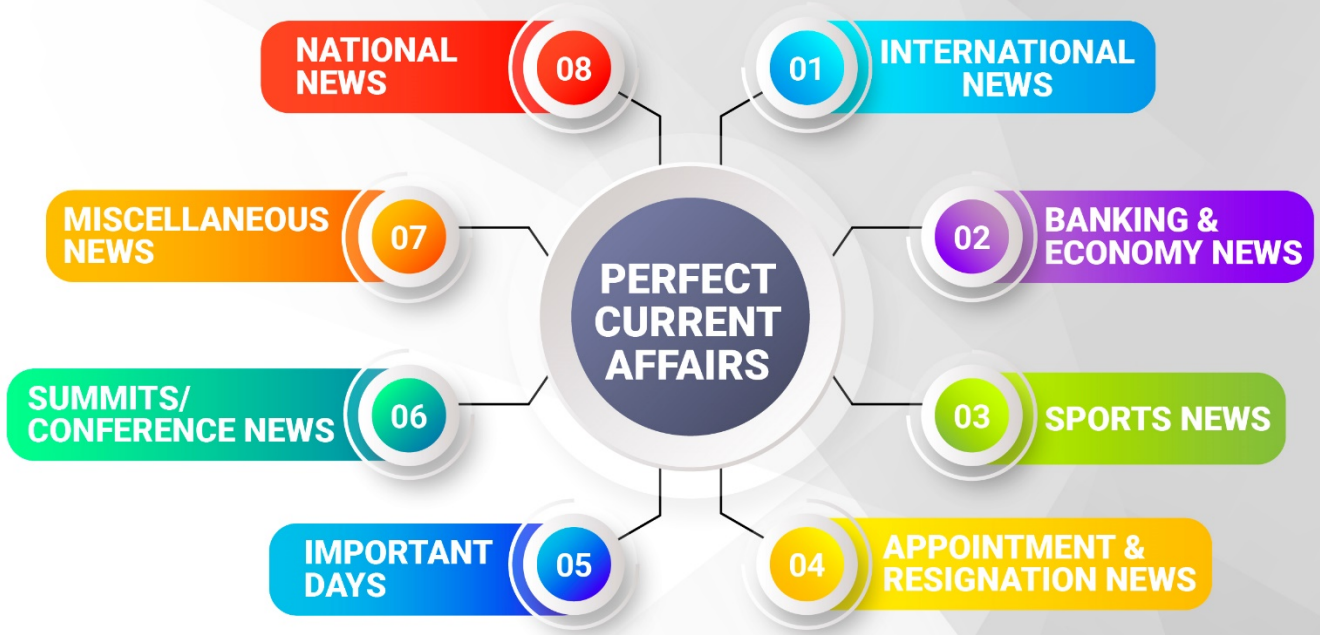 PERFECT
CURRENT
AFFAIRS
01
INTERNATIONAL
NEWS
02
BANKING &
ECONOMY NEWS
03
SPORTS NEWS
04
APPOINTMENT &
RESIGNATION NEWS
05
IMPORTANT
DAYS
06
SUMMITS/
CONFERENCE NEWS
07
MISCELLANEOUS
NEWS
08
NATIONAL
NEWS